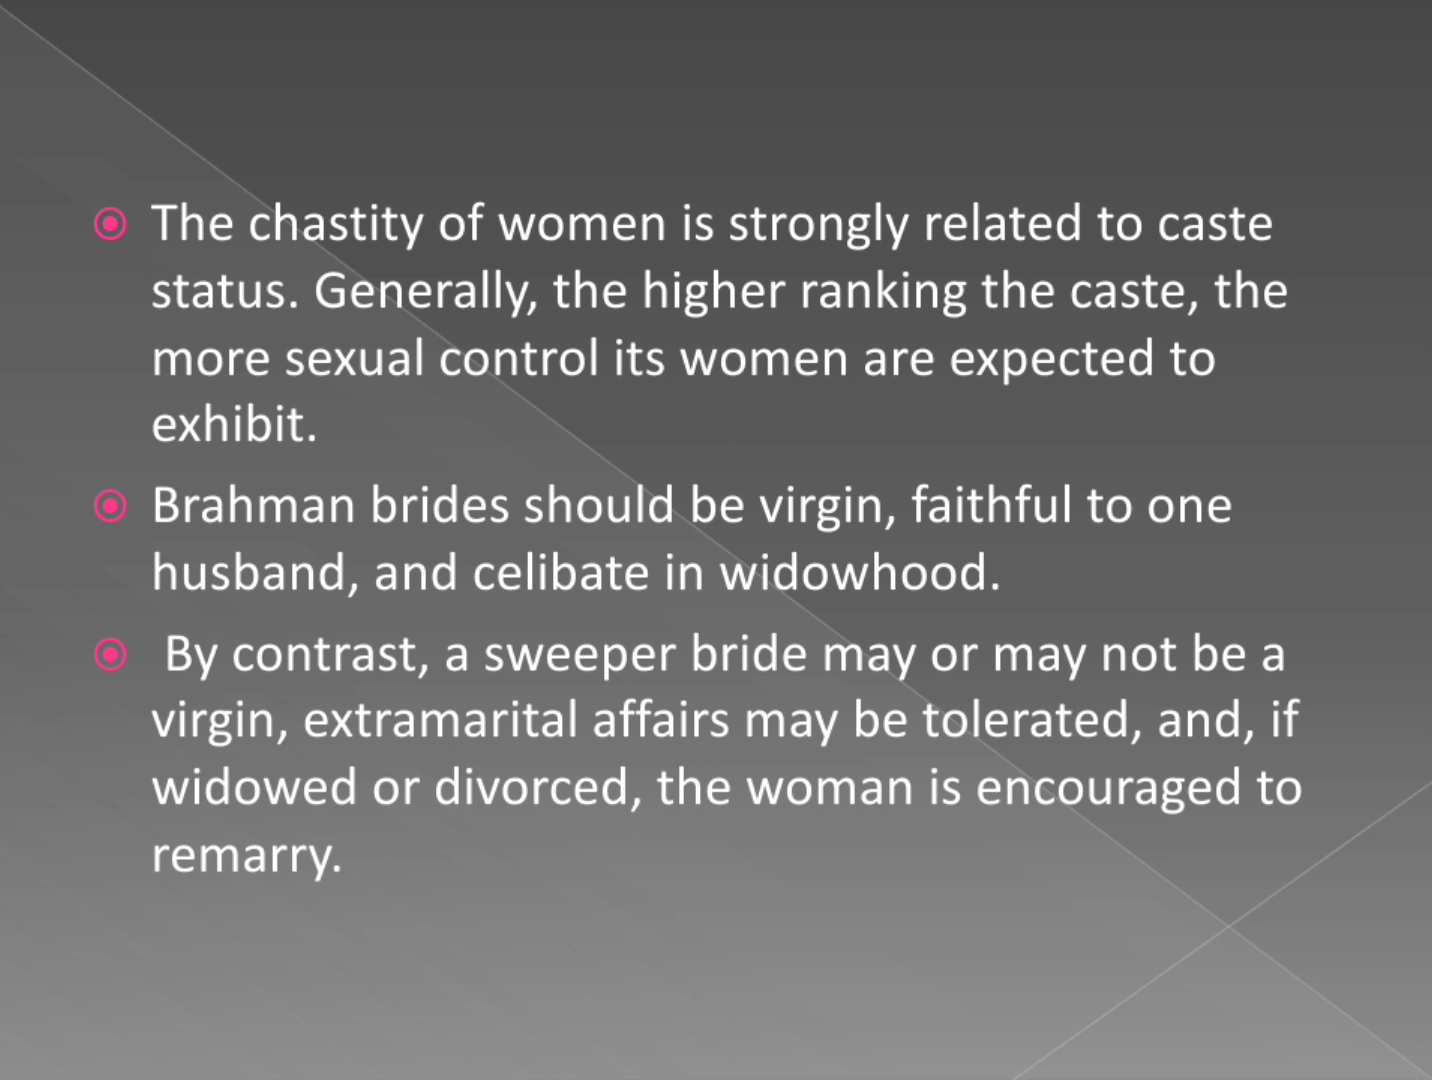 The chastity of women is strongly related to caste
status. Generally, the higher ranking the caste, the
more sexual control its women are expected to
exhibit.
Brahman brides should be virgin, faithful to one
husband, and celibate in widowhood.
By contrast, a sweeper bride may or may not be a
virgin, extramarital affairs may be tolerated, and, if
widowed or divorced, the woman is encouraged to
remarry.